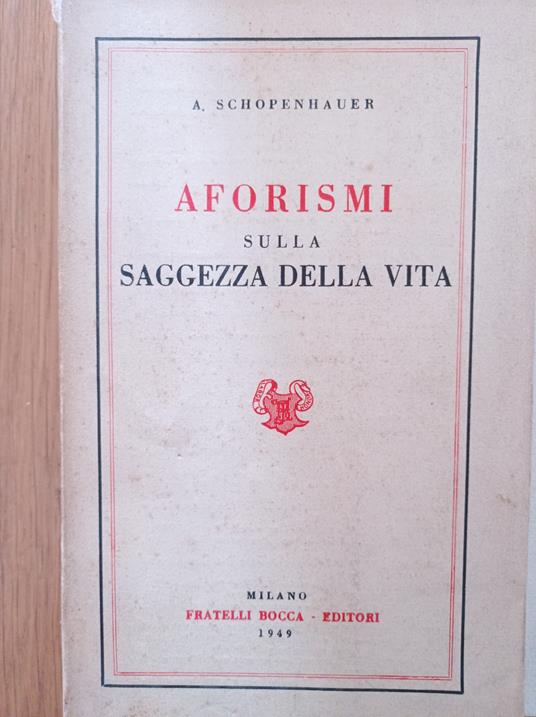 A. SCHOPENHAUER
AFORISMI
SULLA
SAGGEZZA DELLA VITA
MILANO
FRATELLI BOCCA - EDITORI
1949